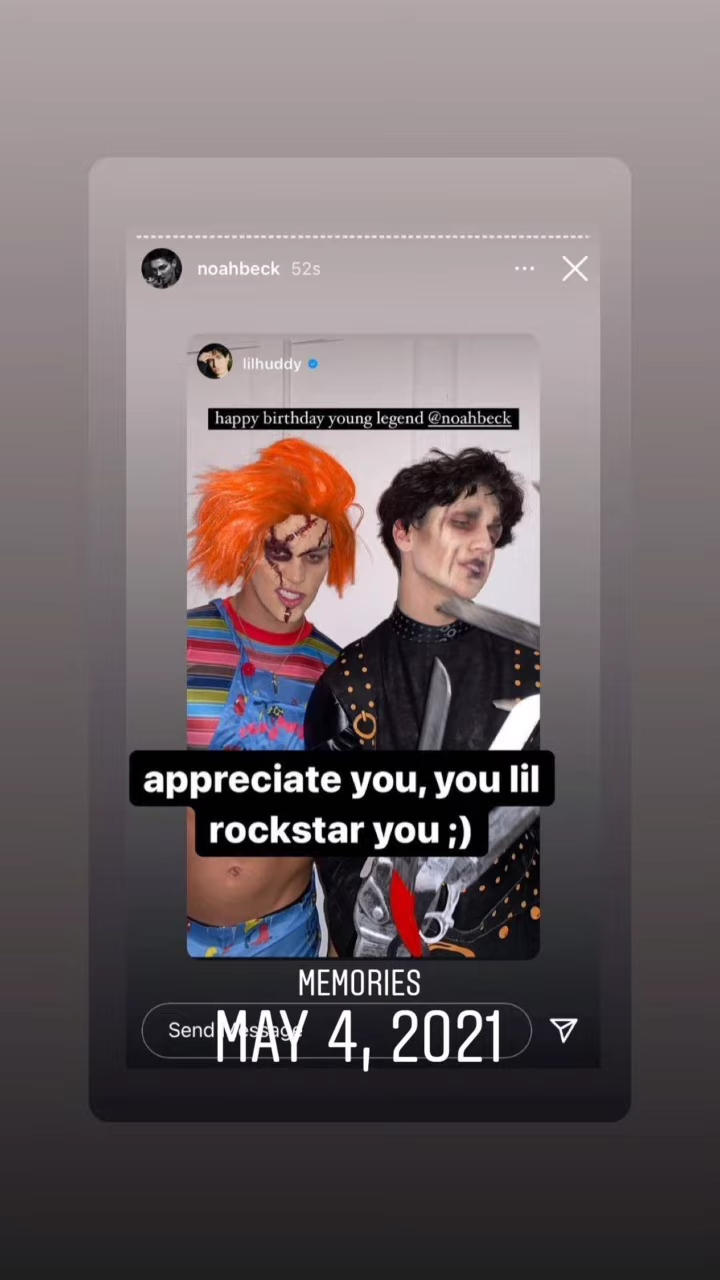 noahbeck 52s
lilhuddy
happy birthday young legend @noahbeck
appreciate you, you lil
rockstar you ;)
MEMORIES
Send Message
MAY 4, 2021